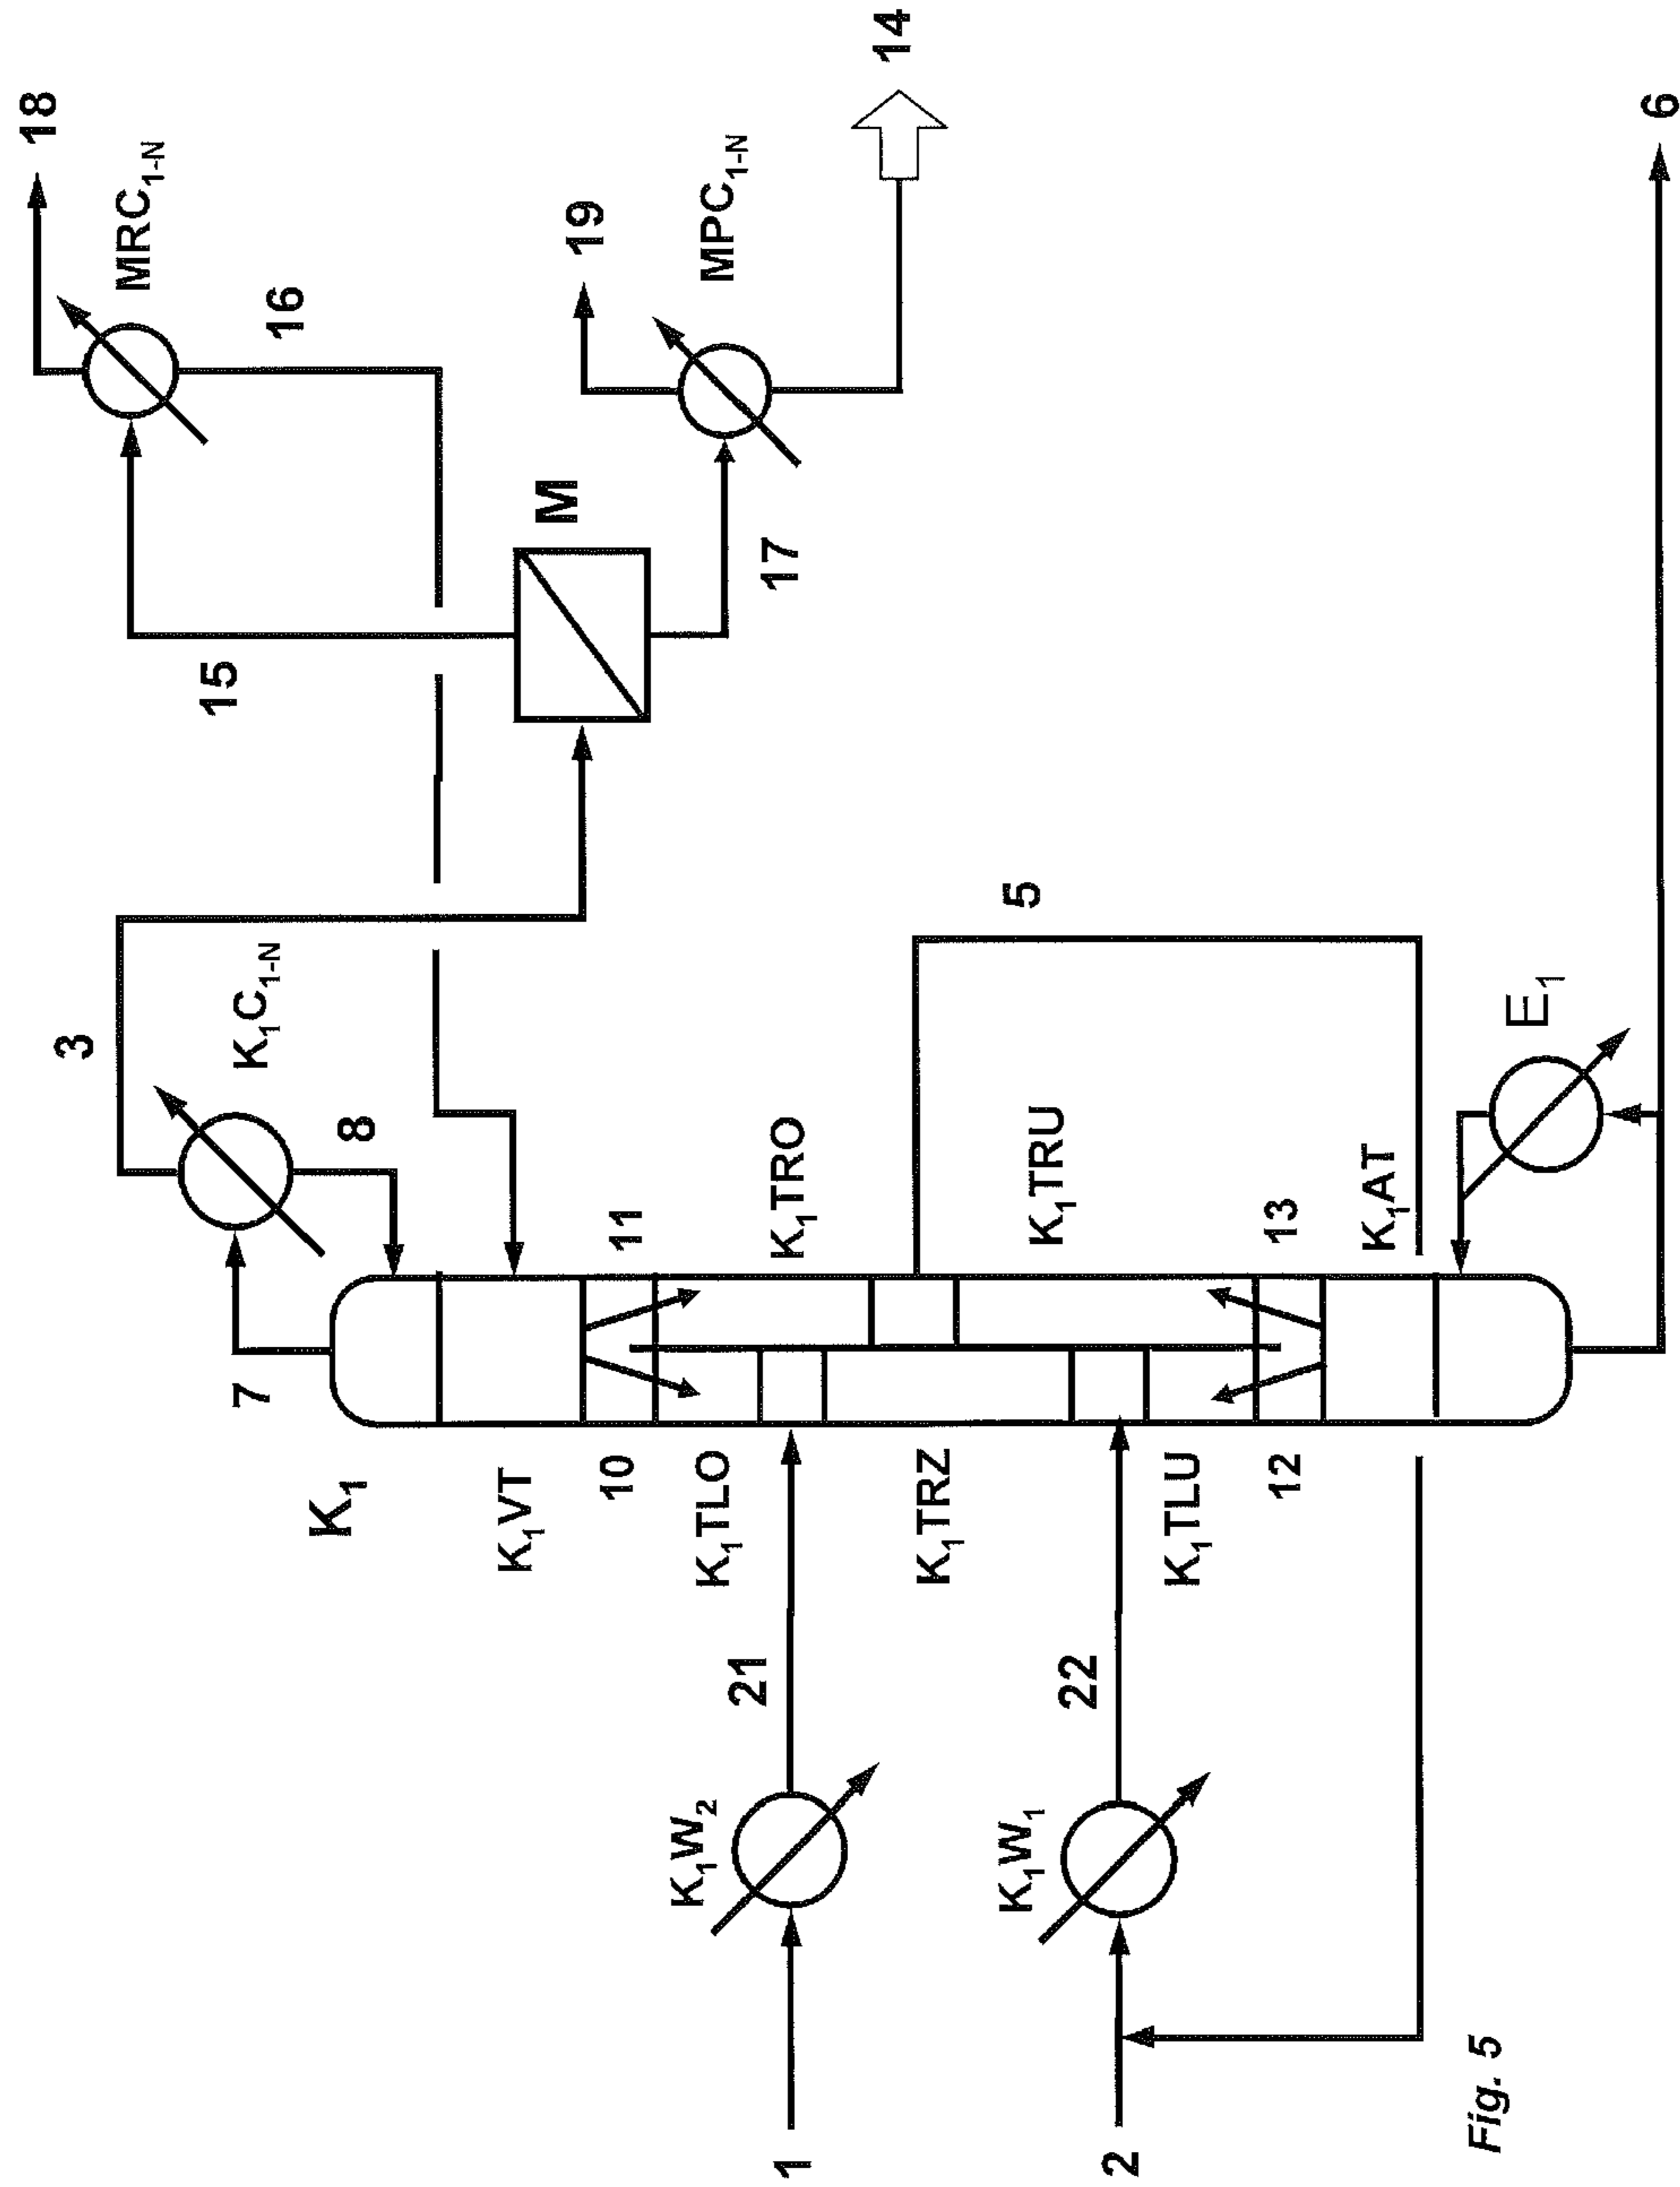 18
MRC1-N
16
15
14
19
MPC1-N
M
17
6
3
K1C1-N
7
8
K1
K1VT
10
11
K1TLO
K1TRO
K1TRZ
5
K1TRU
K1TLU
12
13
K1AT
E1
K1W2
21
1
K1W1
22
2
Fig. 5